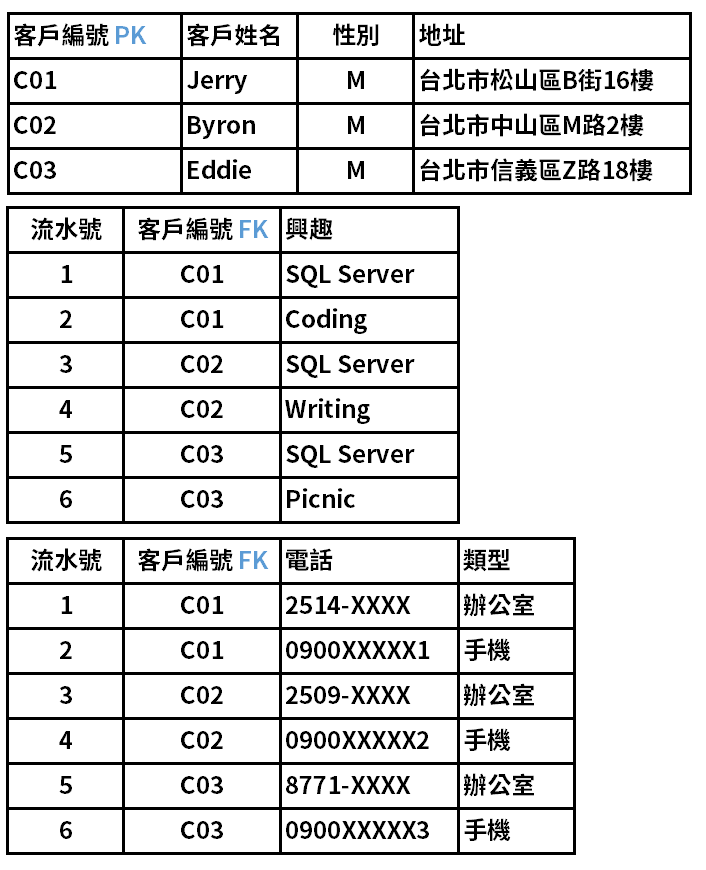 客戶編號 PK 客戶姓名 性別 地址
C01 Jerry M 台北市松山區B街16樓
C02 Byron M 台北市中山區M路2樓
C03 Eddie M 台北市信義區Z路18樓
流水號 客戶編號 FK 興趣
1 C01 SQL Server
2 C01 Coding
3 C02 SQL Server
4 C02 Writing
5 C03 SQL Server
6 C03 Picnic
流水號 客戶編號 FK 電話 類型
1 C01 2514-XXXX 辦公室
2 C01 0900XXXXX1 手機
3 C02 2509-XXXX 辦公室
4 C02 0900XXXXX2 手機
5 C03 8771-XXXX 辦公室
6 C03 0900XXXXX3 手機